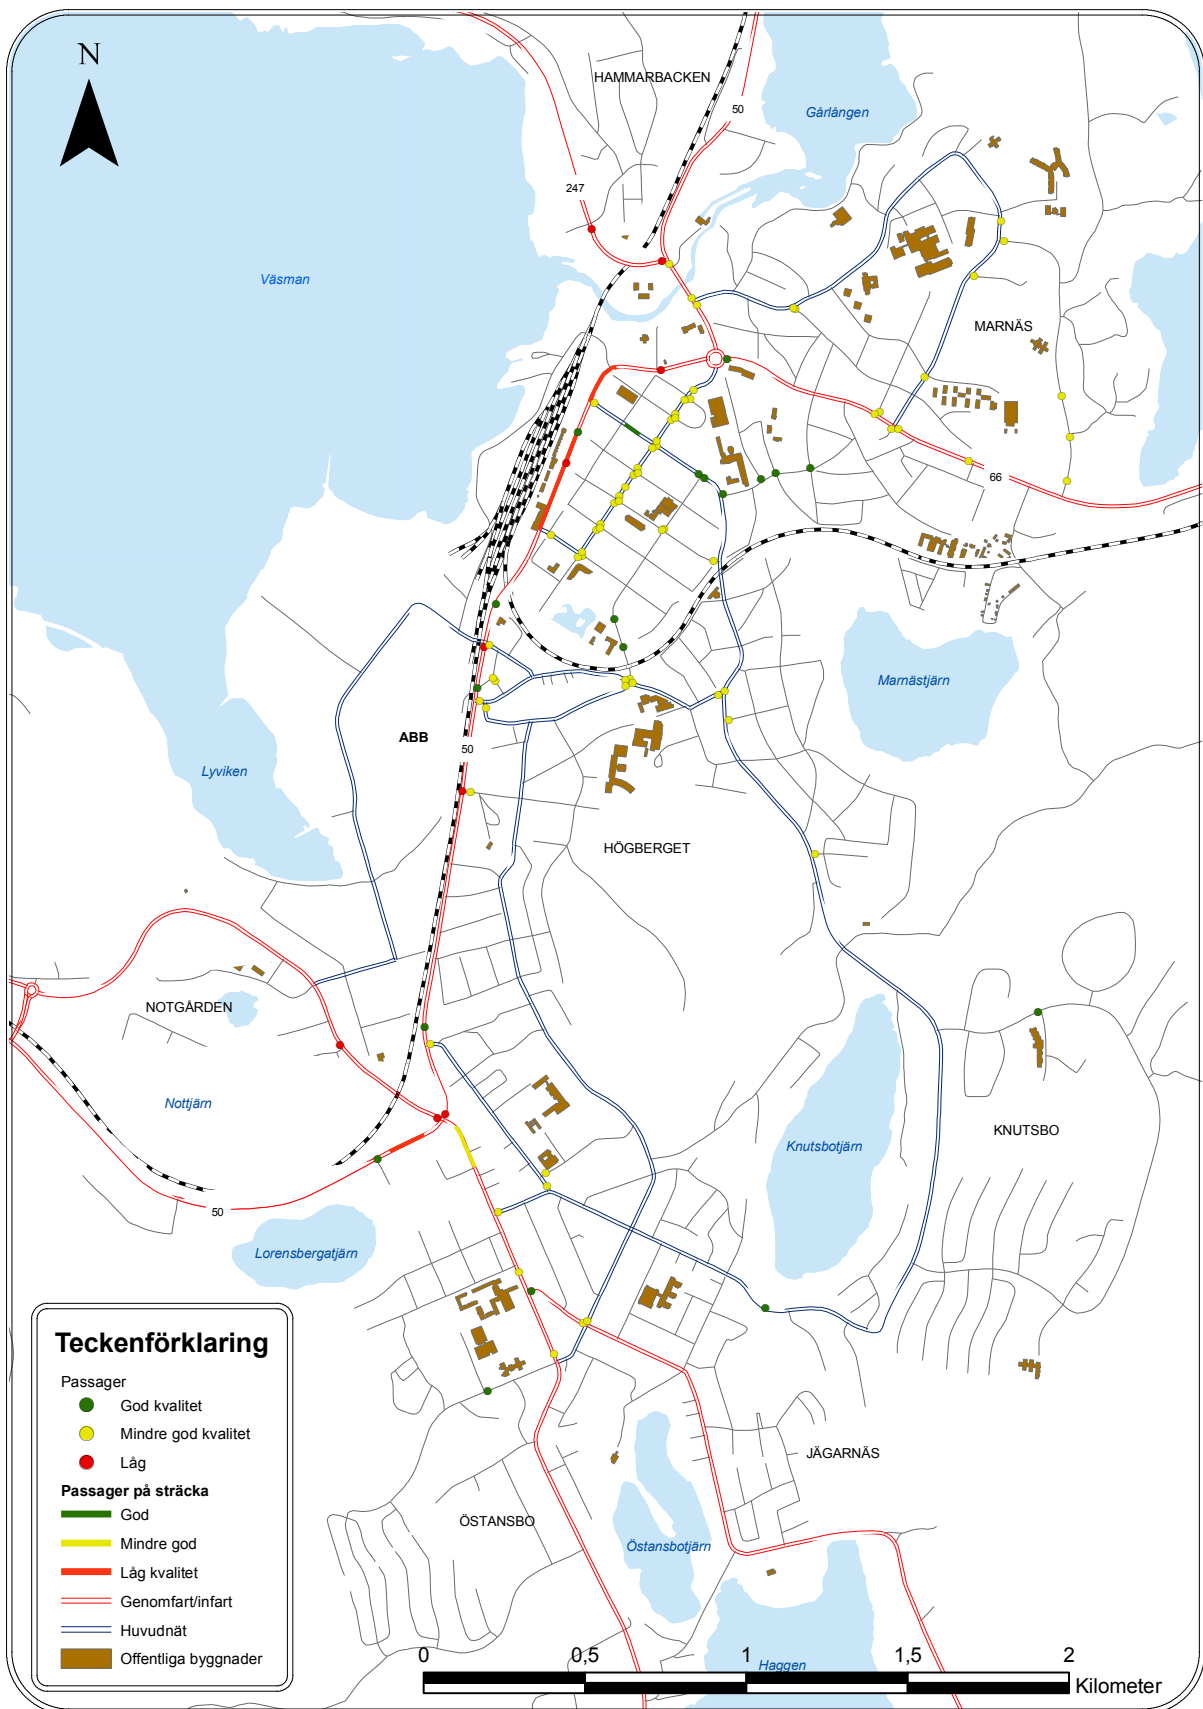 N
HAMMARBACKEN
50
Gårlången
247
Väsman
MARNÄS
66
Marnästjärn
ABB
50
Lyviken
HÖGBERGET
NOTGÅRDEN
Nottjärn
KNUTSBO
Knutsbotjärn
50
Lorensbergatjärn
JÄGARNÄS
ÖSTANSBO
Östansbotjärn
Haggen
Teckenförklaring
Passager
God kvalitet
Mindre god kvalitet
Låg
Passager på sträcka
God
Mindre god
Låg kvalitet
Genomfart/infart
Huvudnät
Offentliga byggnader
0 0,5 1 1,5 2
Kilometer